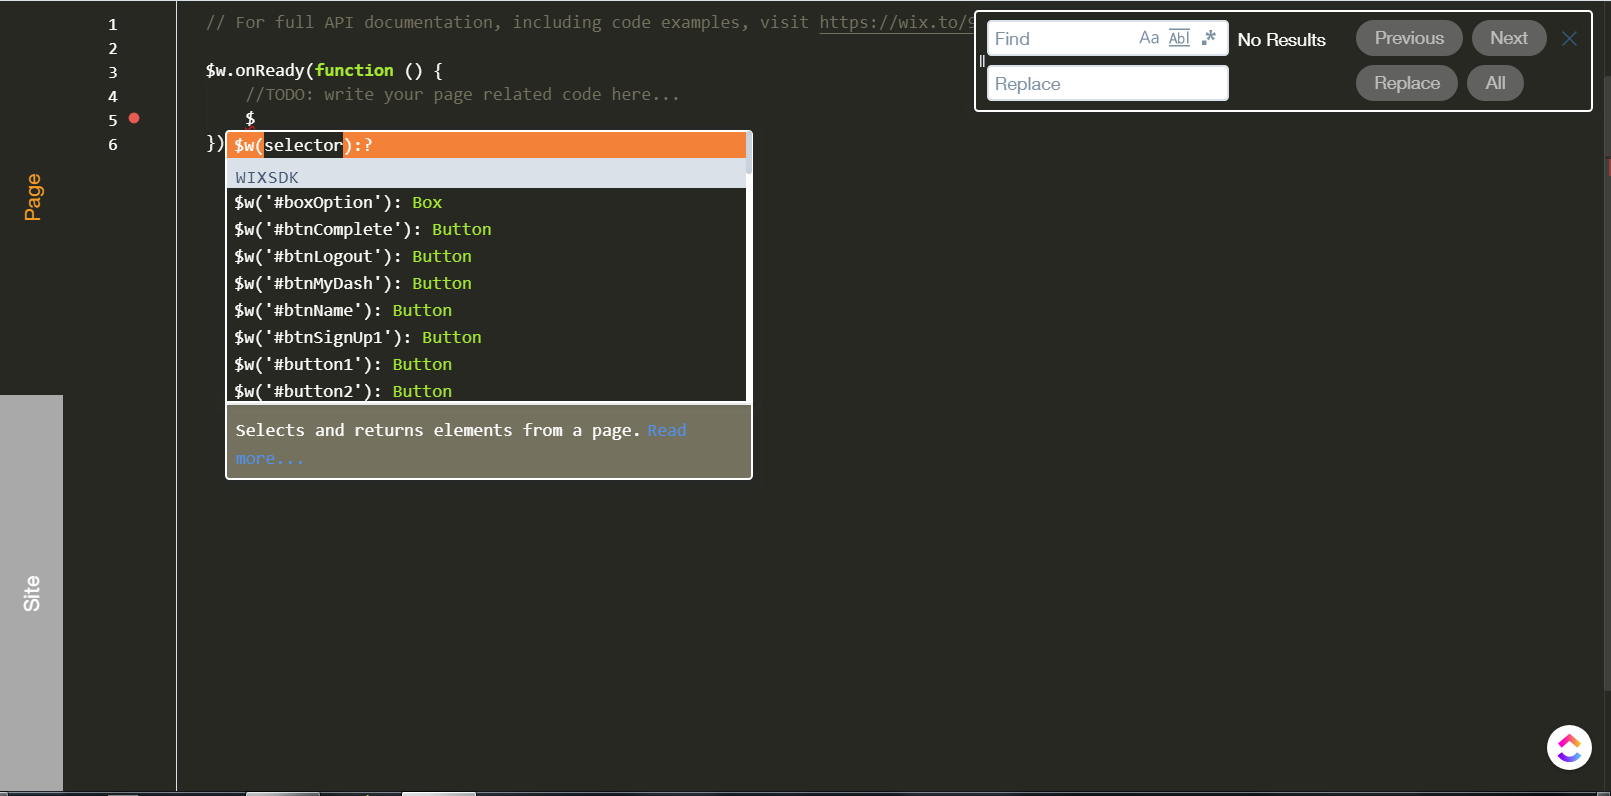 1 // For full API documentation, including code examples, visit https://wix.to/9
2
3 $w.onReady(function () {
4 //TODO: write your page related code here...
5 $
6 })
$w(selector):?
WIXSDK
$w('#boxOption'): Box
$w('#btnComplete'): Button
$w('#btnLogout'): Button
$w('#btnMyDash'): Button
$w('#btnName'): Button
$w('#btnSignUp1'): Button
$w('#button1'): Button
$w('#button2'): Button
Selects and returns elements from a page. Read
more...
Find Aa Abl .* No Results Previous Next
Replace Replace All
Page
Site